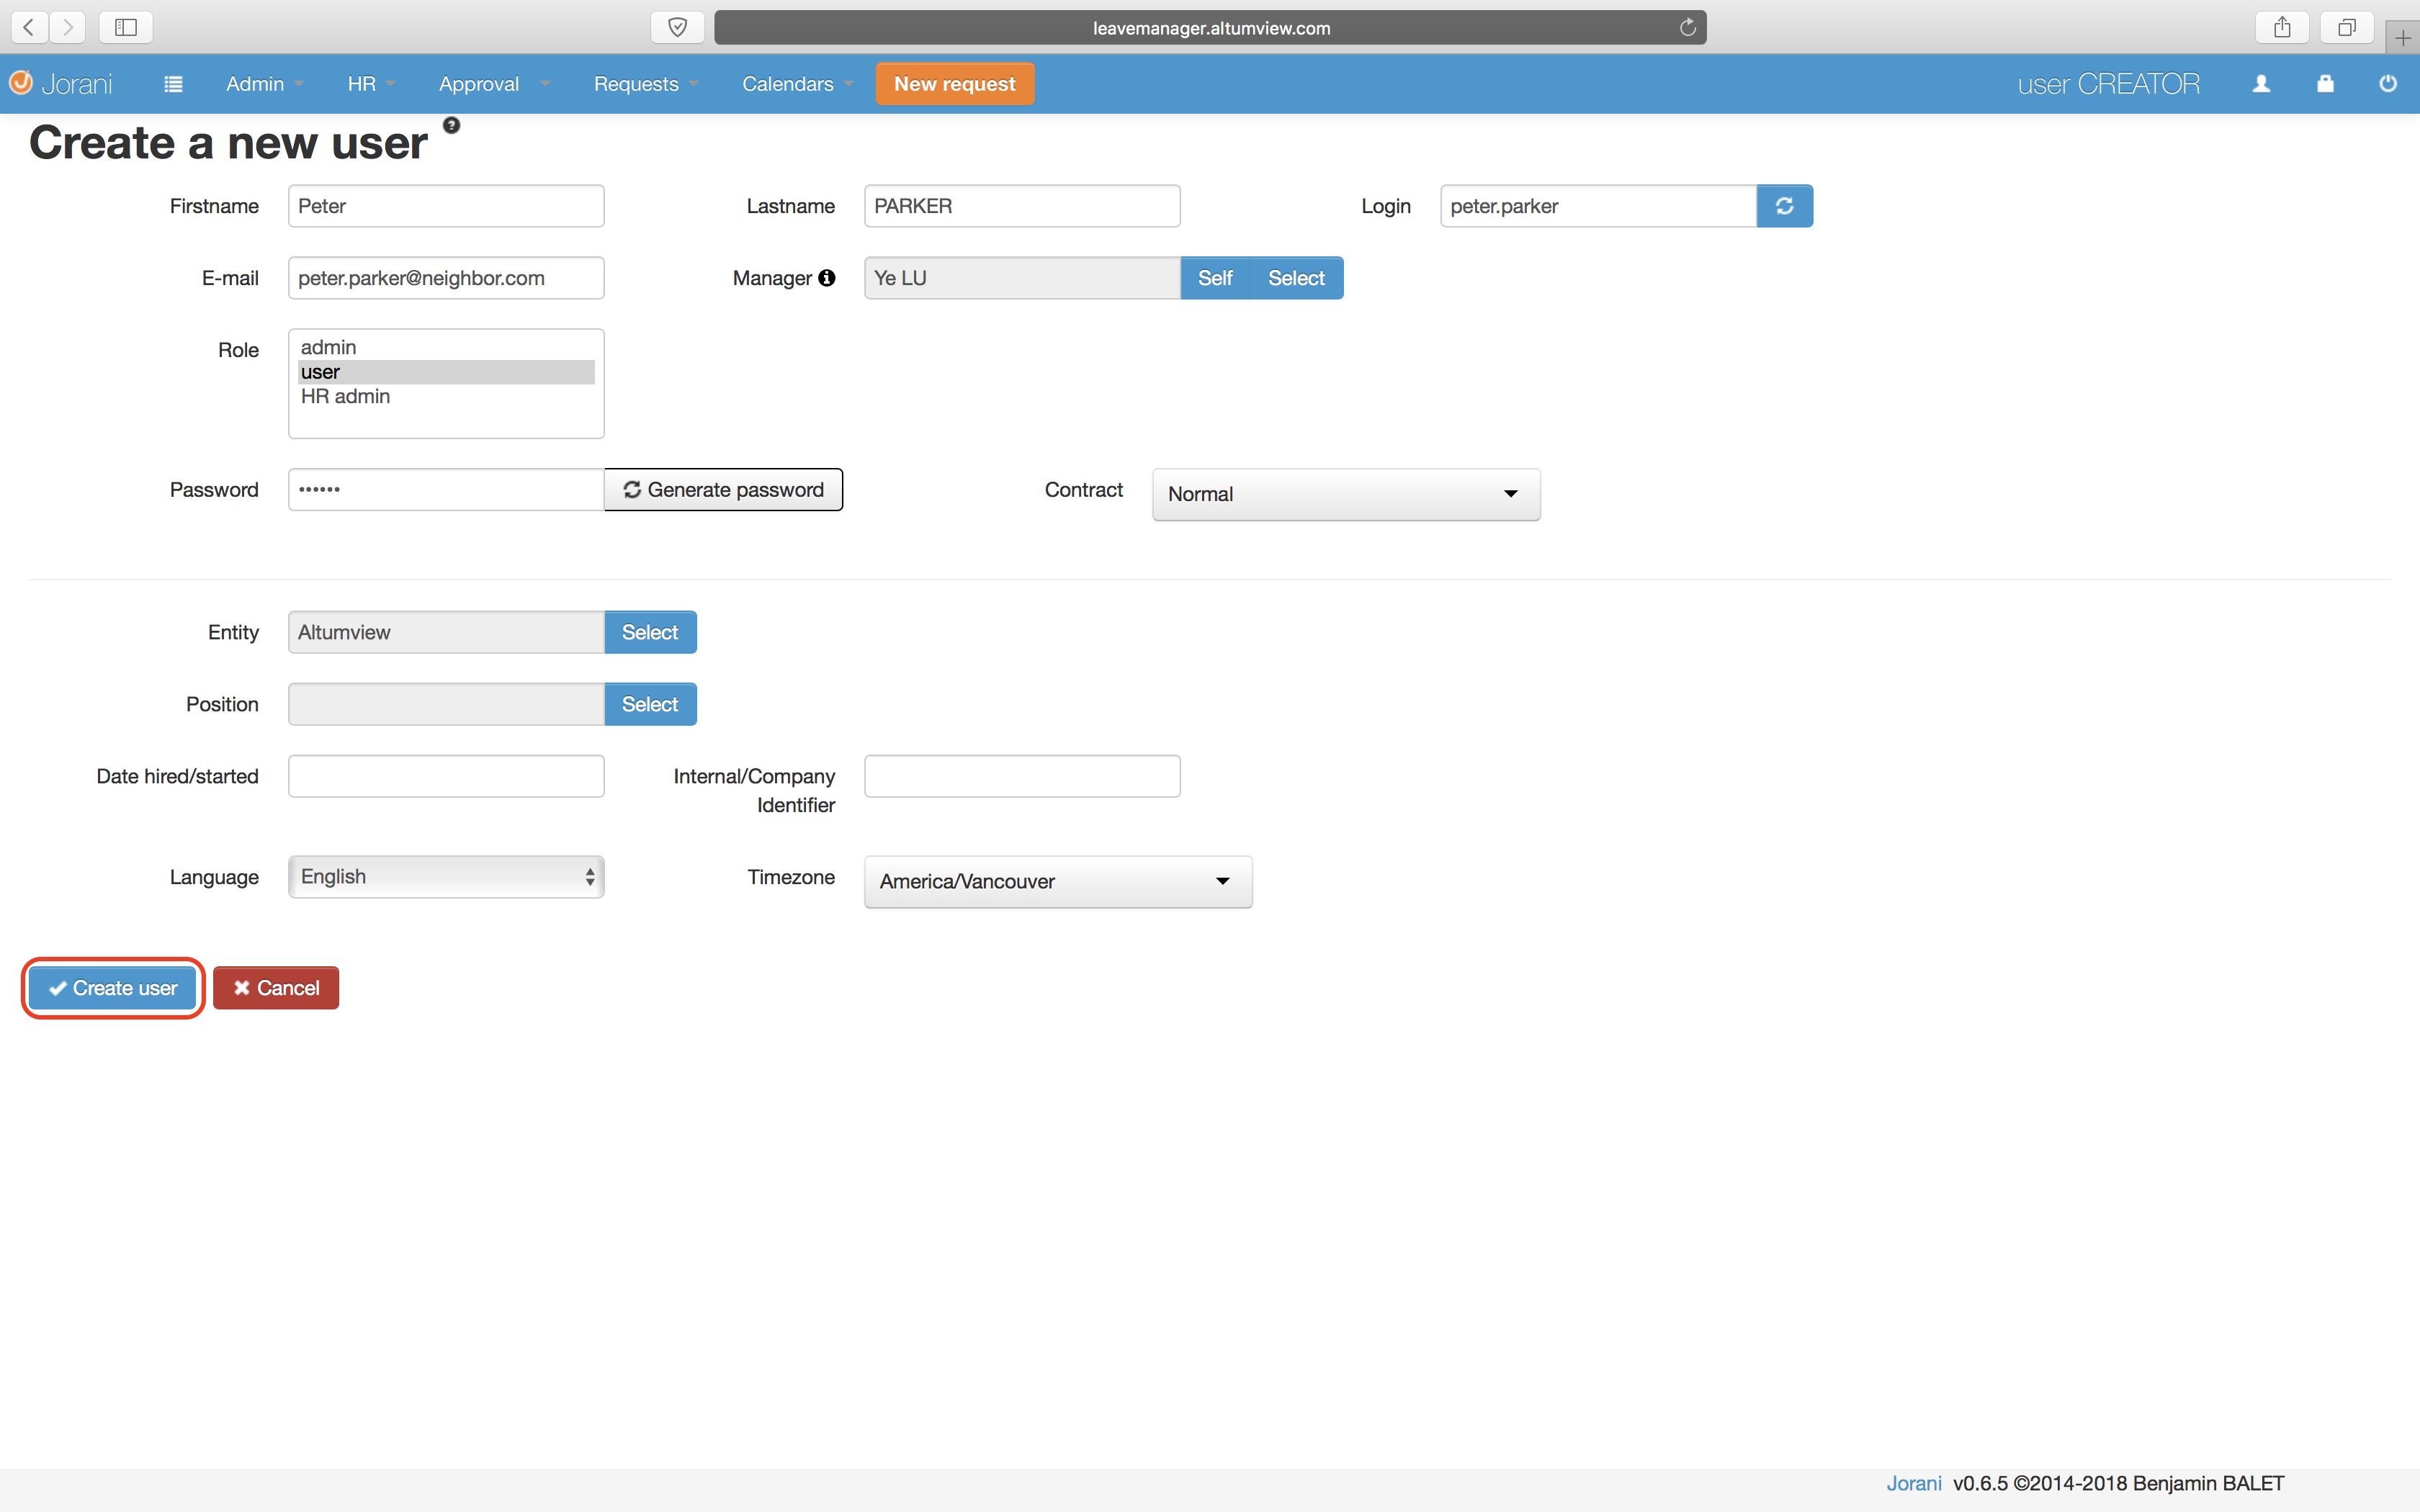 leavemanager.altumview.com
Jorani Admin HR Approval Requests Calendars New request user CREATOR
Create a new user
Firstname Peter Lastname PARKER Login peter.parker
E-mail peter.parker@neighbor.com Manager Ye LU Self Select
Role admin
user
HR admin
Password •••••• Generate password Contract Normal
Entity Altumview Select
Position Select
Date hired/started Internal/Company
Identifier
Language English Timezone America/Vancouver
Create user Cancel
Jorani v0.6.5 ©2014-2018 Benjamin BALET